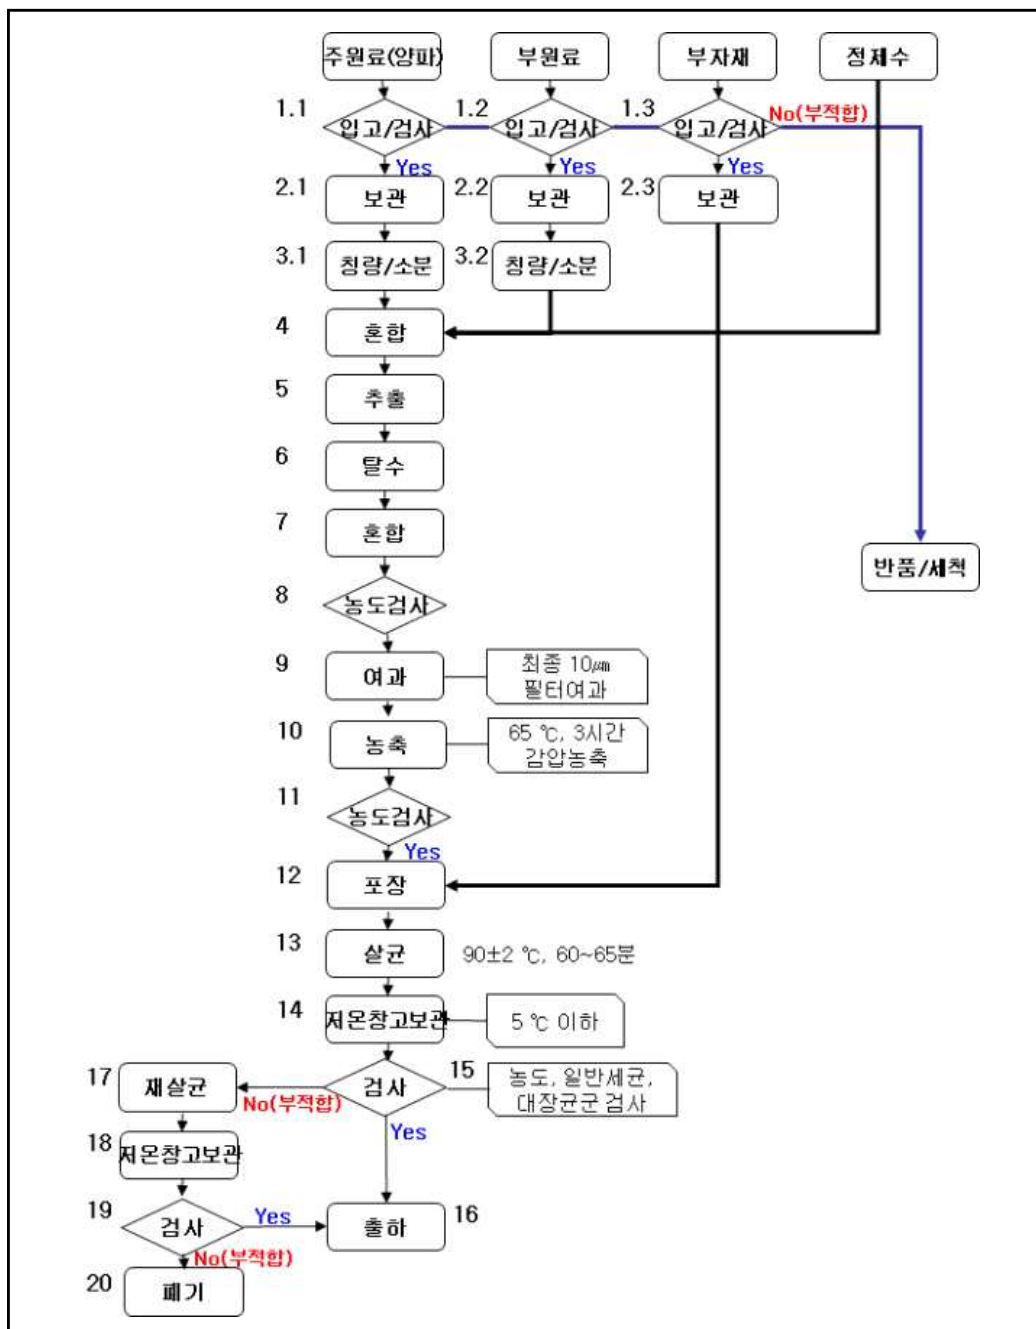 주원료(양파) 부원료 부자재 정제수
1.1 입고/검사 1.2 입고/검사 1.3 입고/검사 No(부적합)
Yes Yes Yes
2.1 보관 2.2 보관 2.3 보관
3.1 칭량/소분 3.2 칭량/소분
4 혼합
5 추출
6 탈수
7 혼합
반품/세척
8 농도검사
9 여과 최종 10㎛
필터여과
10 농축 65 ℃, 3시간
감압농축
11 농도검사
Yes
12 포장
13 살균 90±2 ℃, 60~65분
14 저온창고보관 5 ℃ 이하
17 재살균 검사 15 농도, 일반세균,
대장균군 검사
No(부적합)
Yes
18 저온창고보관
19 검사 Yes 출하 16
No(부적합)
20 폐기